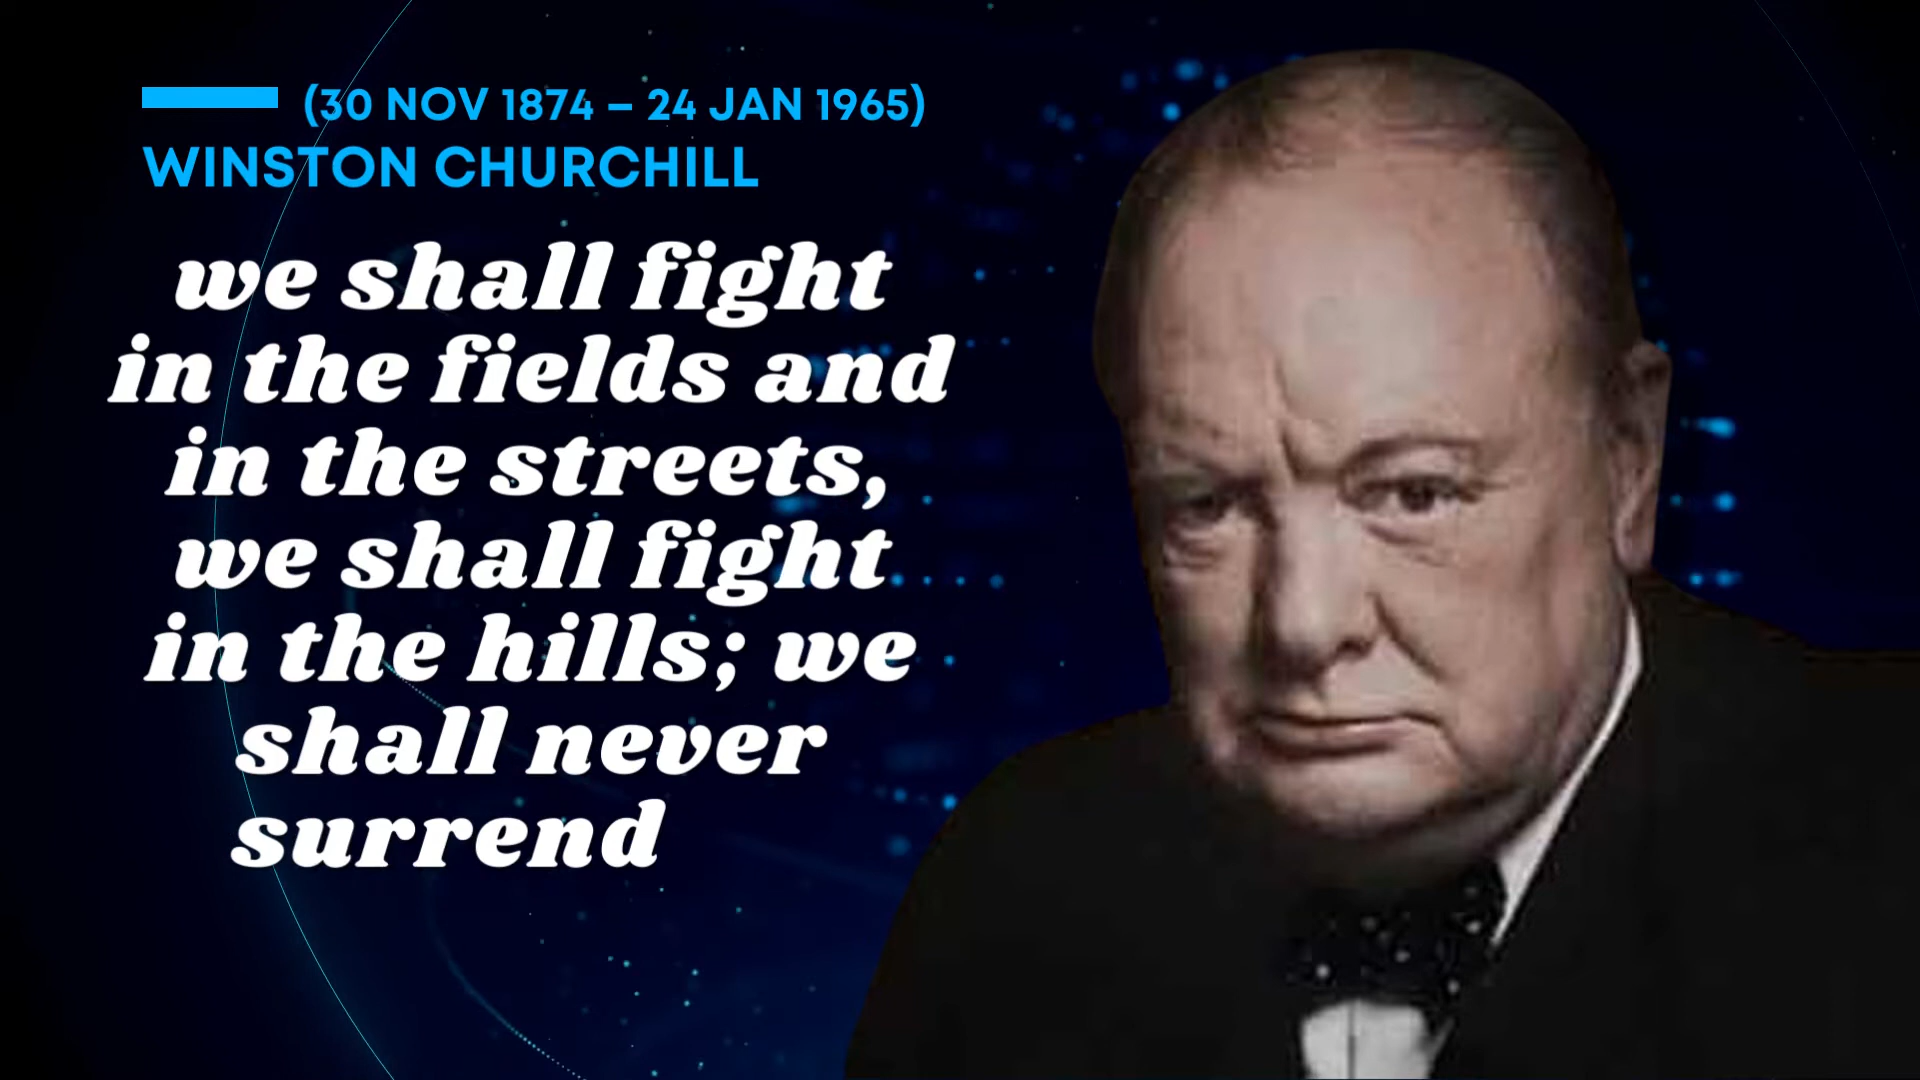 (30 NOV 1874 – 24 JAN 1965)
WINSTON CHURCHILL
we shall fight
in the fields and
in the streets,
we shall fight
in the hills; we
shall never
surrend